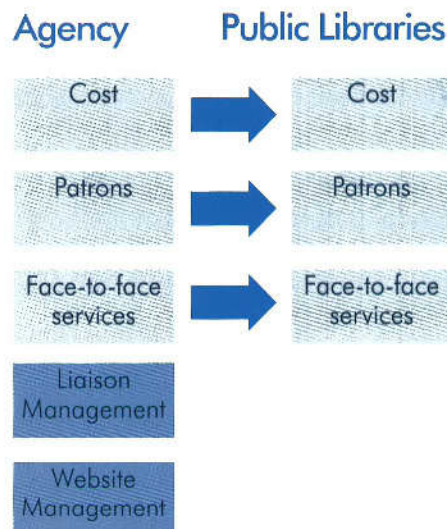 Agency Public Libraries
Cost Cost
Patrons Patrons
Face-to-face Face-to-face
services services
Liaison
Management
Website
Management